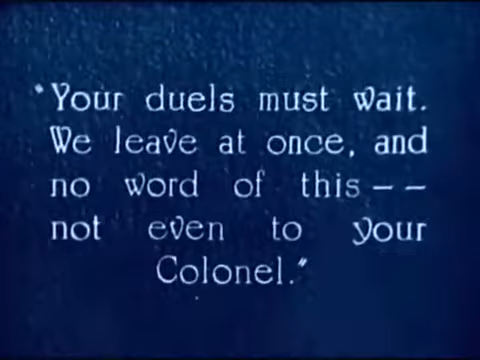 "Your duels must wait.
We leave at once, and
no word of this — —
not even to your
Colonel."